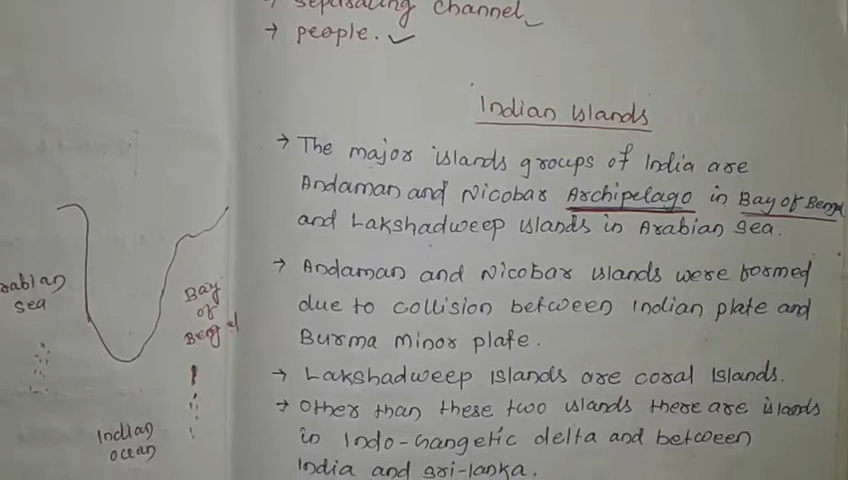 → separating channel
→ people.
Indian islands
→ The major islands groups of India are
Andaman and Nicobar Archipelago in Bay of Bengal
and Lakshadweep islands in Arabian sea.
→ Andaman and Nicobar islands were formed
due to collision between Indian plate and
Burma minor plate.
→ Lakshadweep Islands are coral Islands.
→ Other than these two islands there are islands
in Indo-Gangetic delta and between
India and Sri-lanka.
rabian
sea
Bay
of
Bengal
Indian
ocean